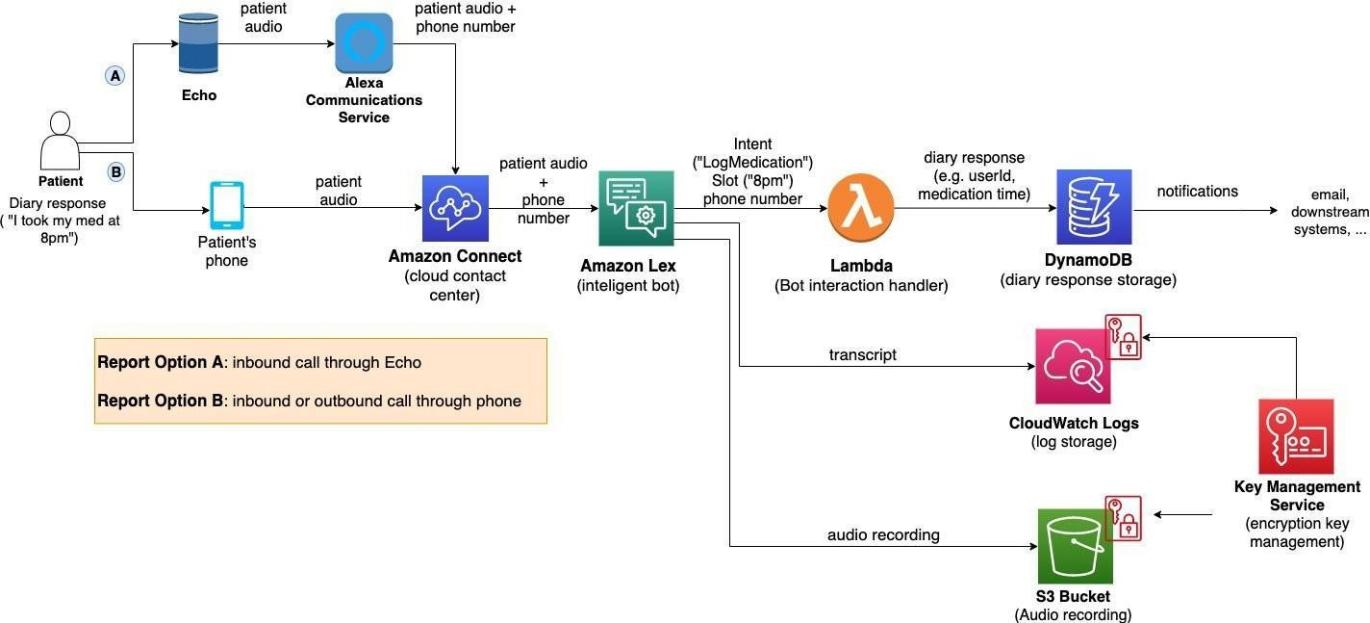 patient
audio
patient audio +
phone number
A
Echo
Alexa
Communications
Service
B
Patient
Diary response
( "I took my med at
8pm")
patient
audio
Patient's
phone
Amazon Connect
(cloud contact
center)
patient audio
+
phone
number
Amazon Lex
(inteligent bot)
Intent
("LogMedication")
Slot ("8pm")
phone number
Lambda
(Bot interaction handler)
diary response
(e.g. userId,
medication time)
DynamoDB
(diary response storage)
notifications
email,
downstream
systems, ...
Report Option A: inbound call through Echo
Report Option B: inbound or outbound call through phone
transcript
CloudWatch Logs
(log storage)
Key Management
Service
(encryption key
management)
audio recording
S3 Bucket
(Audio recording)